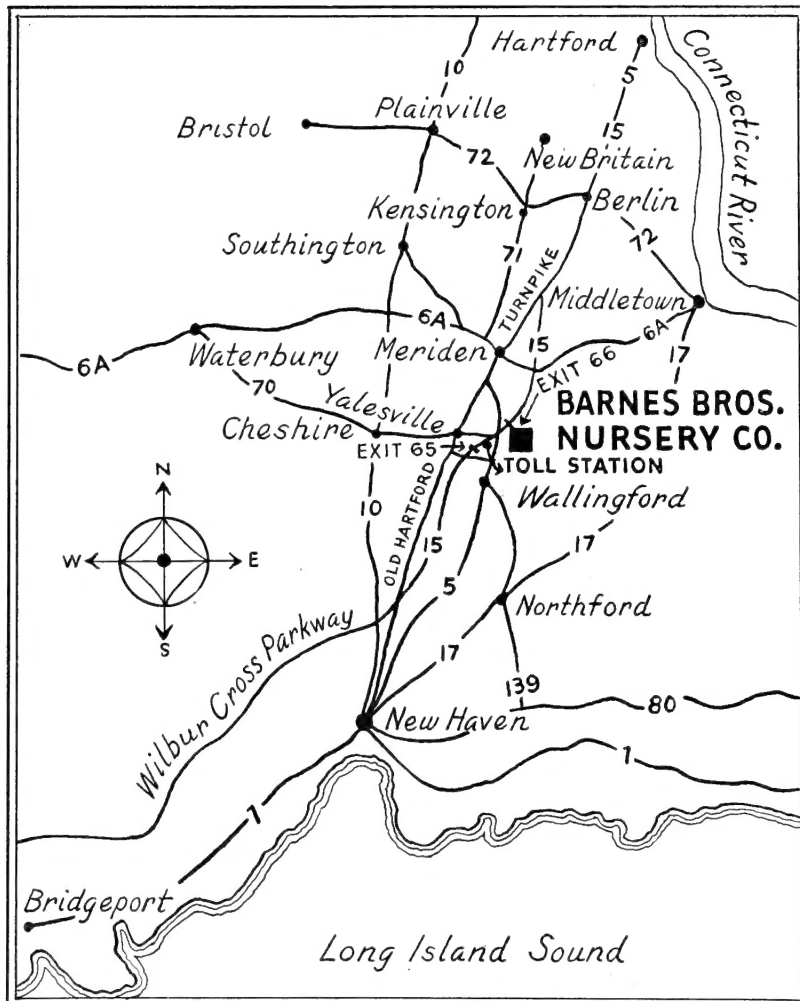 Hartford
Connecticut River
10
5
Plainville
Bristol
15
72
New Britain
Kensington
Berlin
Southington
72
71
TURNPIKE
Middletown
6A
6A
6A
Waterbury
Meriden
15
17
EXIT 66
70
Yalesville
BARNES BROS.
NURSERY CO.
Cheshire
EXIT 65
TOLL STATION
Wallingford
N
W
E
S
10
OLD HARTFORD
15
17
5
Northford
Wilbur Cross Parkway
17
139
80
New Haven
1
1
Bridgeport
Long Island Sound